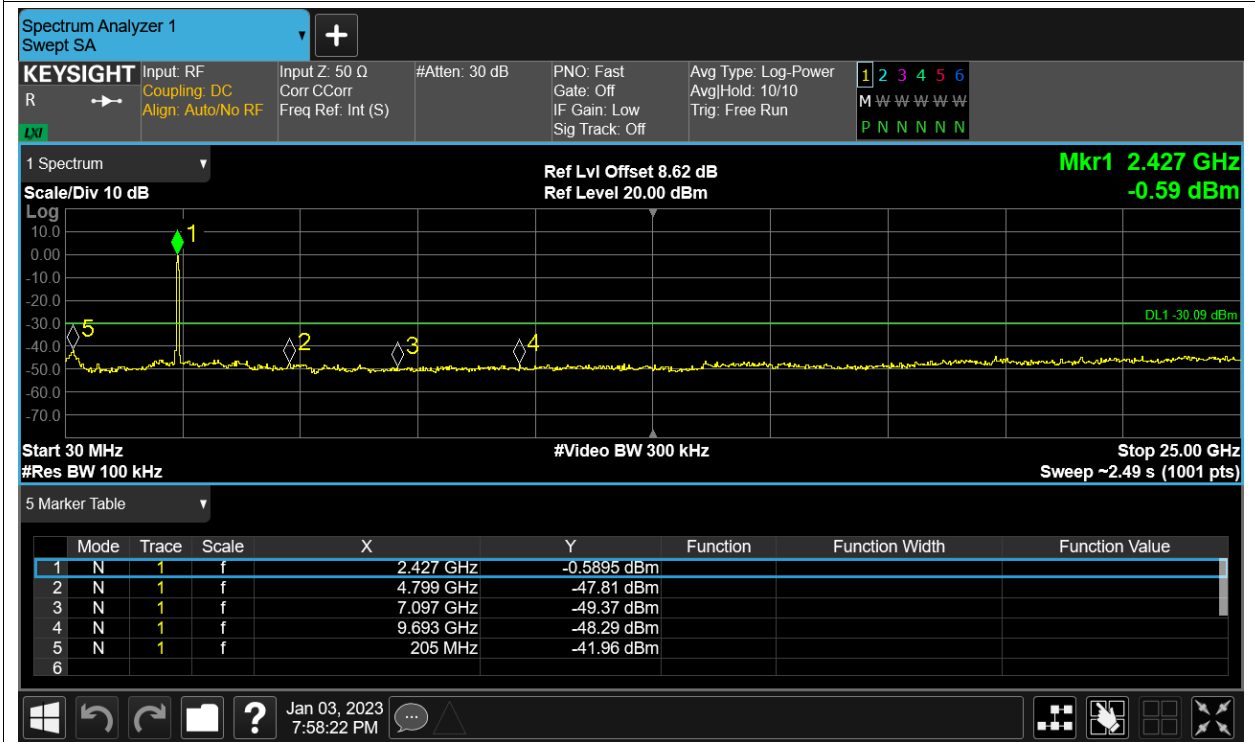 Spectrum Analyzer 1
Swept SA
+
KEYSIGHT
R
LXI
Input: RF
Coupling: DC
Align: Auto/No RF
Input Z: 50 Ω
Corr CCorr
Freq Ref: Int (S)
#Atten: 30 dB
PNO: Fast
Gate: Off
IF Gain: Low
Sig Track: Off
Avg Type: Log-Power
Avg|Hold: 10/10
Trig: Free Run
1 2 3 4 5 6
M W W W W W
P N N N N N
1 Spectrum
Scale/Div 10 dB
Ref Lvl Offset 8.62 dB
Ref Level 20.00 dBm
Mkr1 2.427 GHz
-0.59 dBm
Log
10.0
0.00
-10.0
-20.0
-30.0
-40.0
-50.0
-60.0
-70.0
1
5
2
3
4
DL1 -30.09 dBm
Start 30 MHz
#Video BW 300 kHz
Stop 25.00 GHz
#Res BW 100 kHz
Sweep ~2.49 s (1001 pts)
5 Marker Table
Mode Trace Scale X Y Function Function Width Function Value
1 N 1 f 2.427 GHz -0.5895 dBm
2 N 1 f 4.799 GHz -47.81 dBm
3 N 1 f 7.097 GHz -49.37 dBm
4 N 1 f 9.693 GHz -48.29 dBm
5 N 1 f 205 MHz -41.96 dBm
6
?
Jan 03, 2023
7:58:22 PM